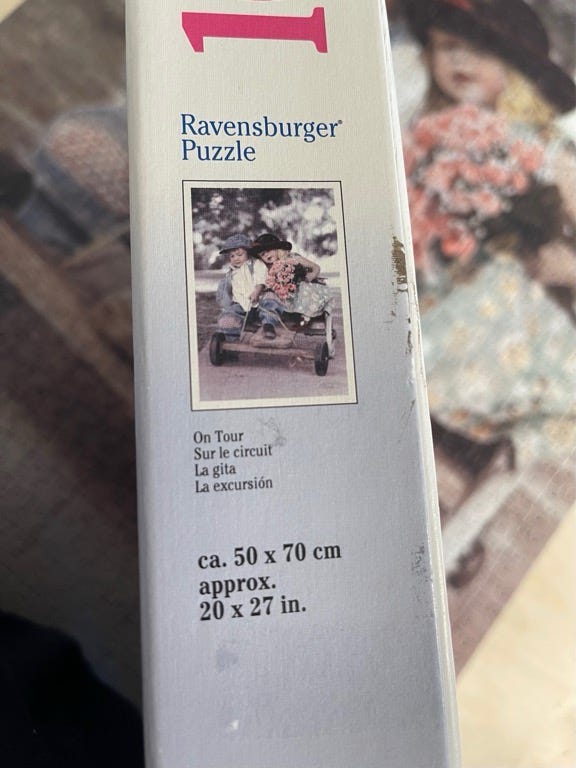 1
Ravensburger®
Puzzle
On Tour
Sur le circuit
La gita
La excursión
ca. 50 x 70 cm
approx.
20 x 27 in.